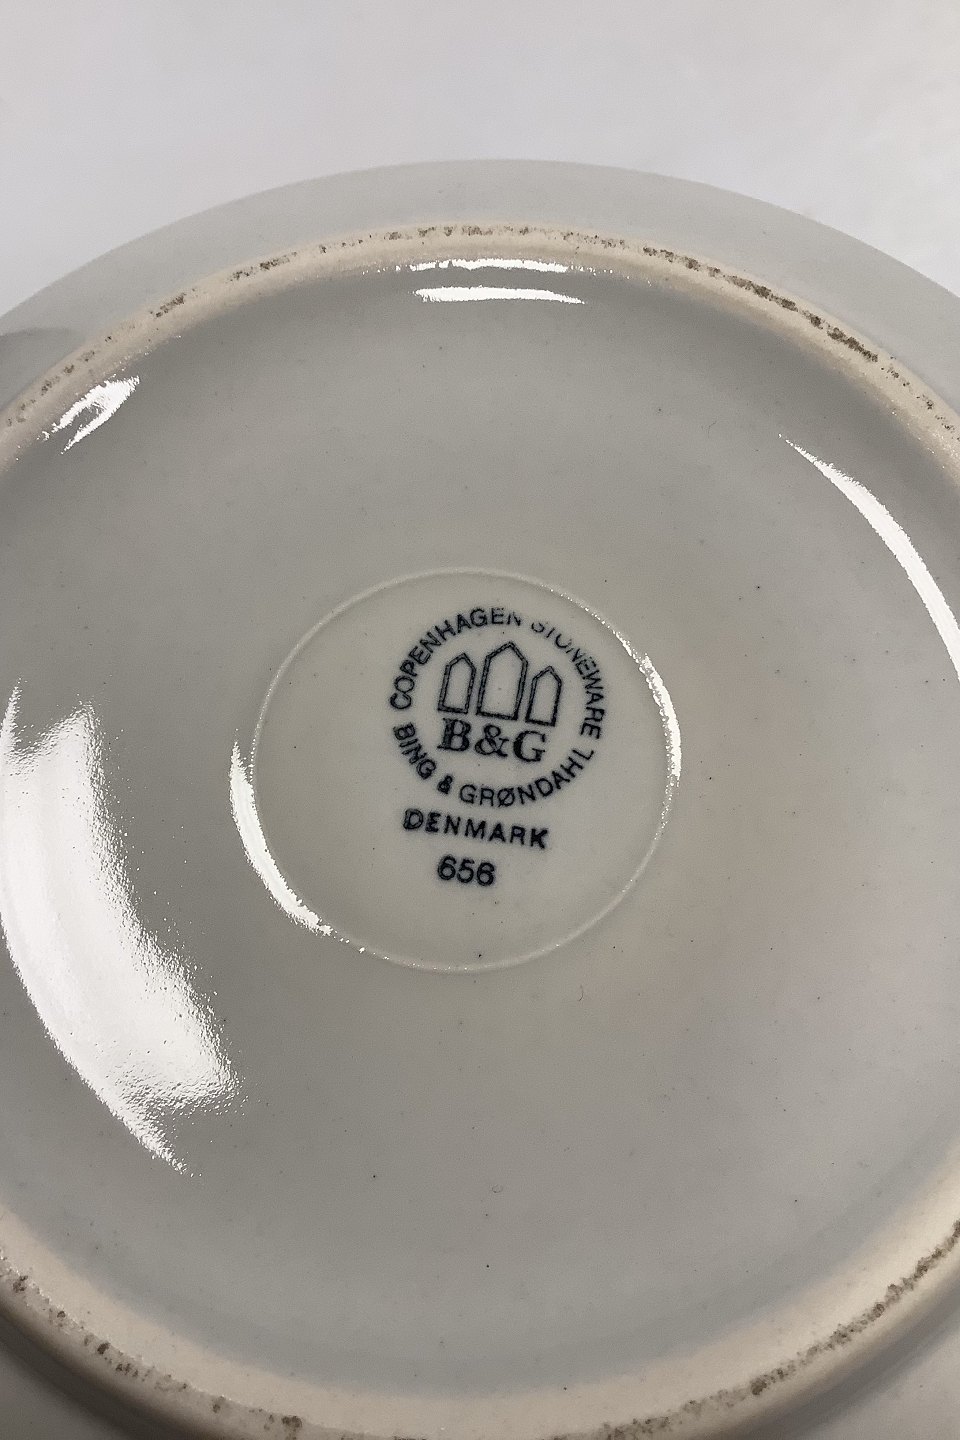 COPENHAGEN STONEWARE
B&G
BING & GRØNDAHL
DENMARK
656